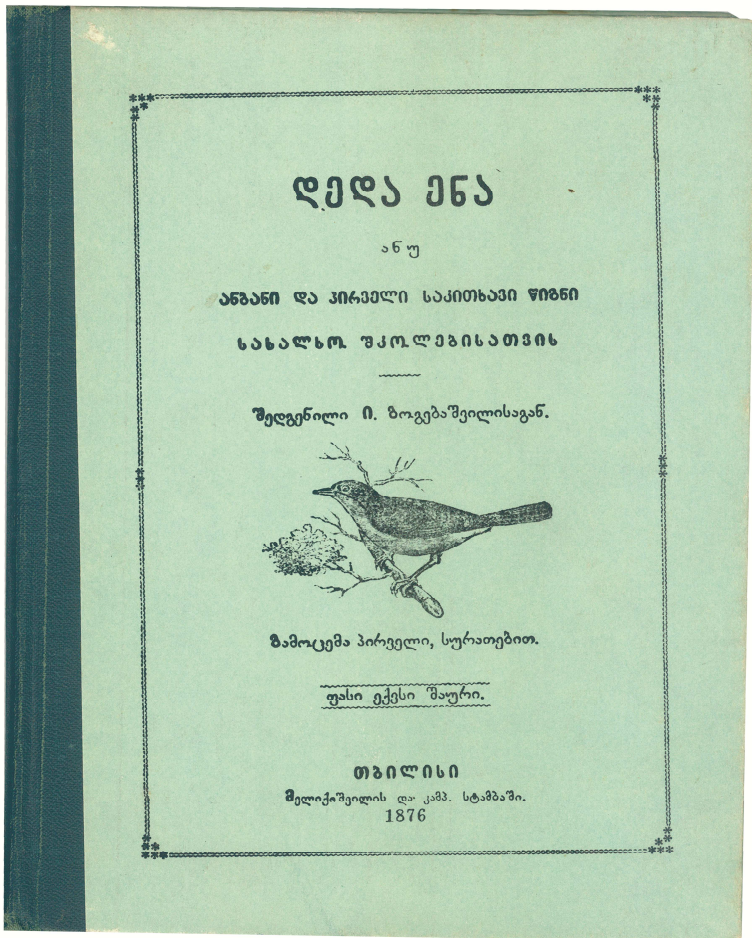 დედა ენა
ანუ
ანბანი და პირველი საკითხავი წიგნი
სახალხო შკოლებისათვის
შედგენილი ი. გოგებაშვილისაგან.
გამოცემა პირველი, სურათებით.
ფასი ექვსი შაური.
თბილისი
მელიქიშვილის და კამპ. სტამბაში.
1876